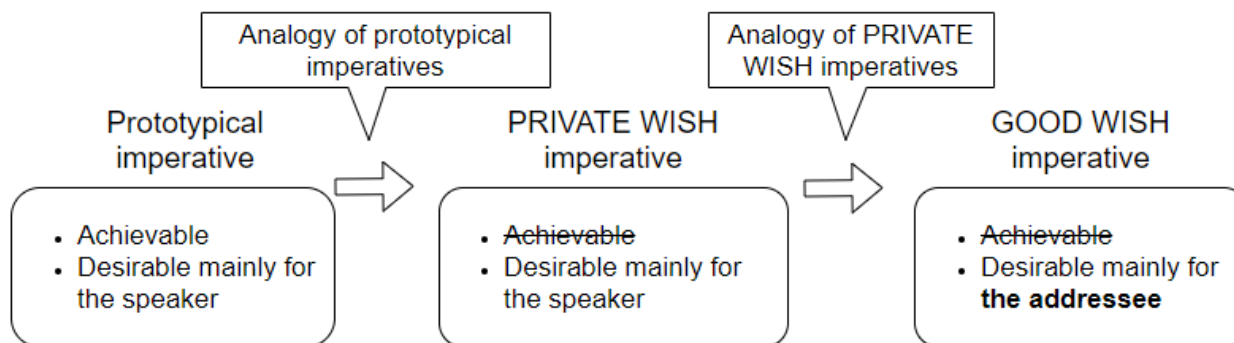 Analogy of prototypical
imperatives
Analogy of PRIVATE
WISH imperatives
Prototypical
imperative
PRIVATE WISH
imperative
GOOD WISH
imperative
• Achievable
• Desirable mainly for
the speaker
• Achievable
• Desirable mainly for
the speaker
• Achievable
• Desirable mainly for
the addressee